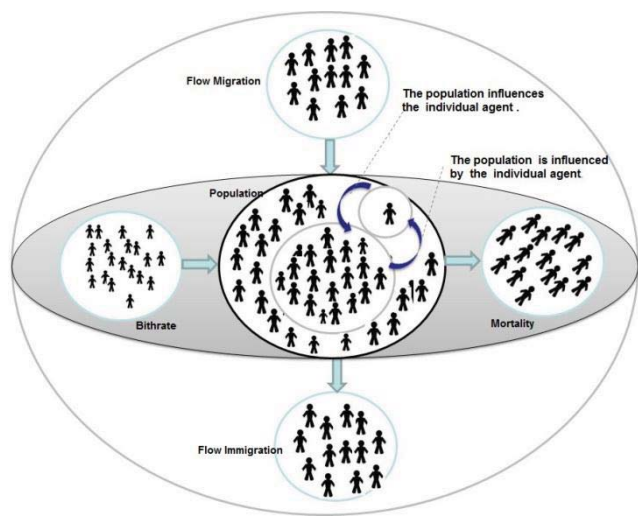 Flow Migration
The population influences
the individual agent .
The population is influenced
by the individual agent
Population
Bithrate
Mortality
Flow Immigration